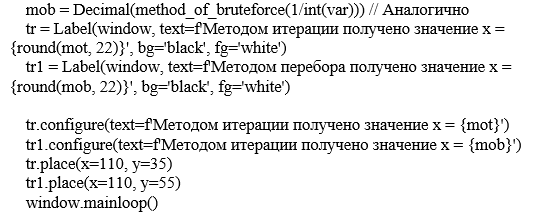 mob = Decimal(method_of_bruteforce(1/int(var))) // Аналогично
tr = Label(window, text=f'Методом итерации получено значение x =
{round(mot, 22)}', bg='black', fg='white')
tr1 = Label(window, text=f'Методом перебора получено значение x =
{round(mob, 22)}', bg='black', fg='white')
tr.configure(text=f'Методом итерации получено значение x = {mot}')
tr1.configure(text=f'Методом итерации получено значение x = {mob}')
tr.place(x=110, y=35)
tr1.place(x=110, y=55)
window.mainloop()